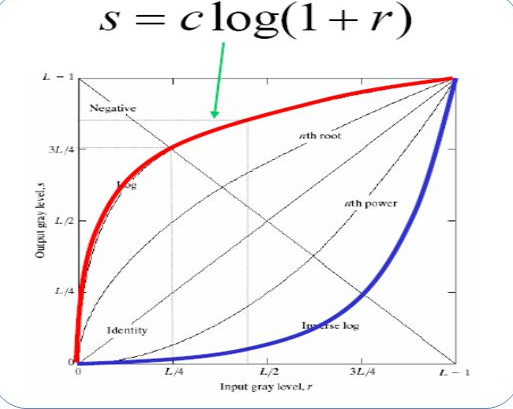 s = c log(1 + r)
L − 1
Negative
nth root
3L/4
Log
nth power
Output gray level, s
L/2
L/4
Identity
Inverse log
0
0
L/4
L/2
3L/4
L − 1
Input gray level, r